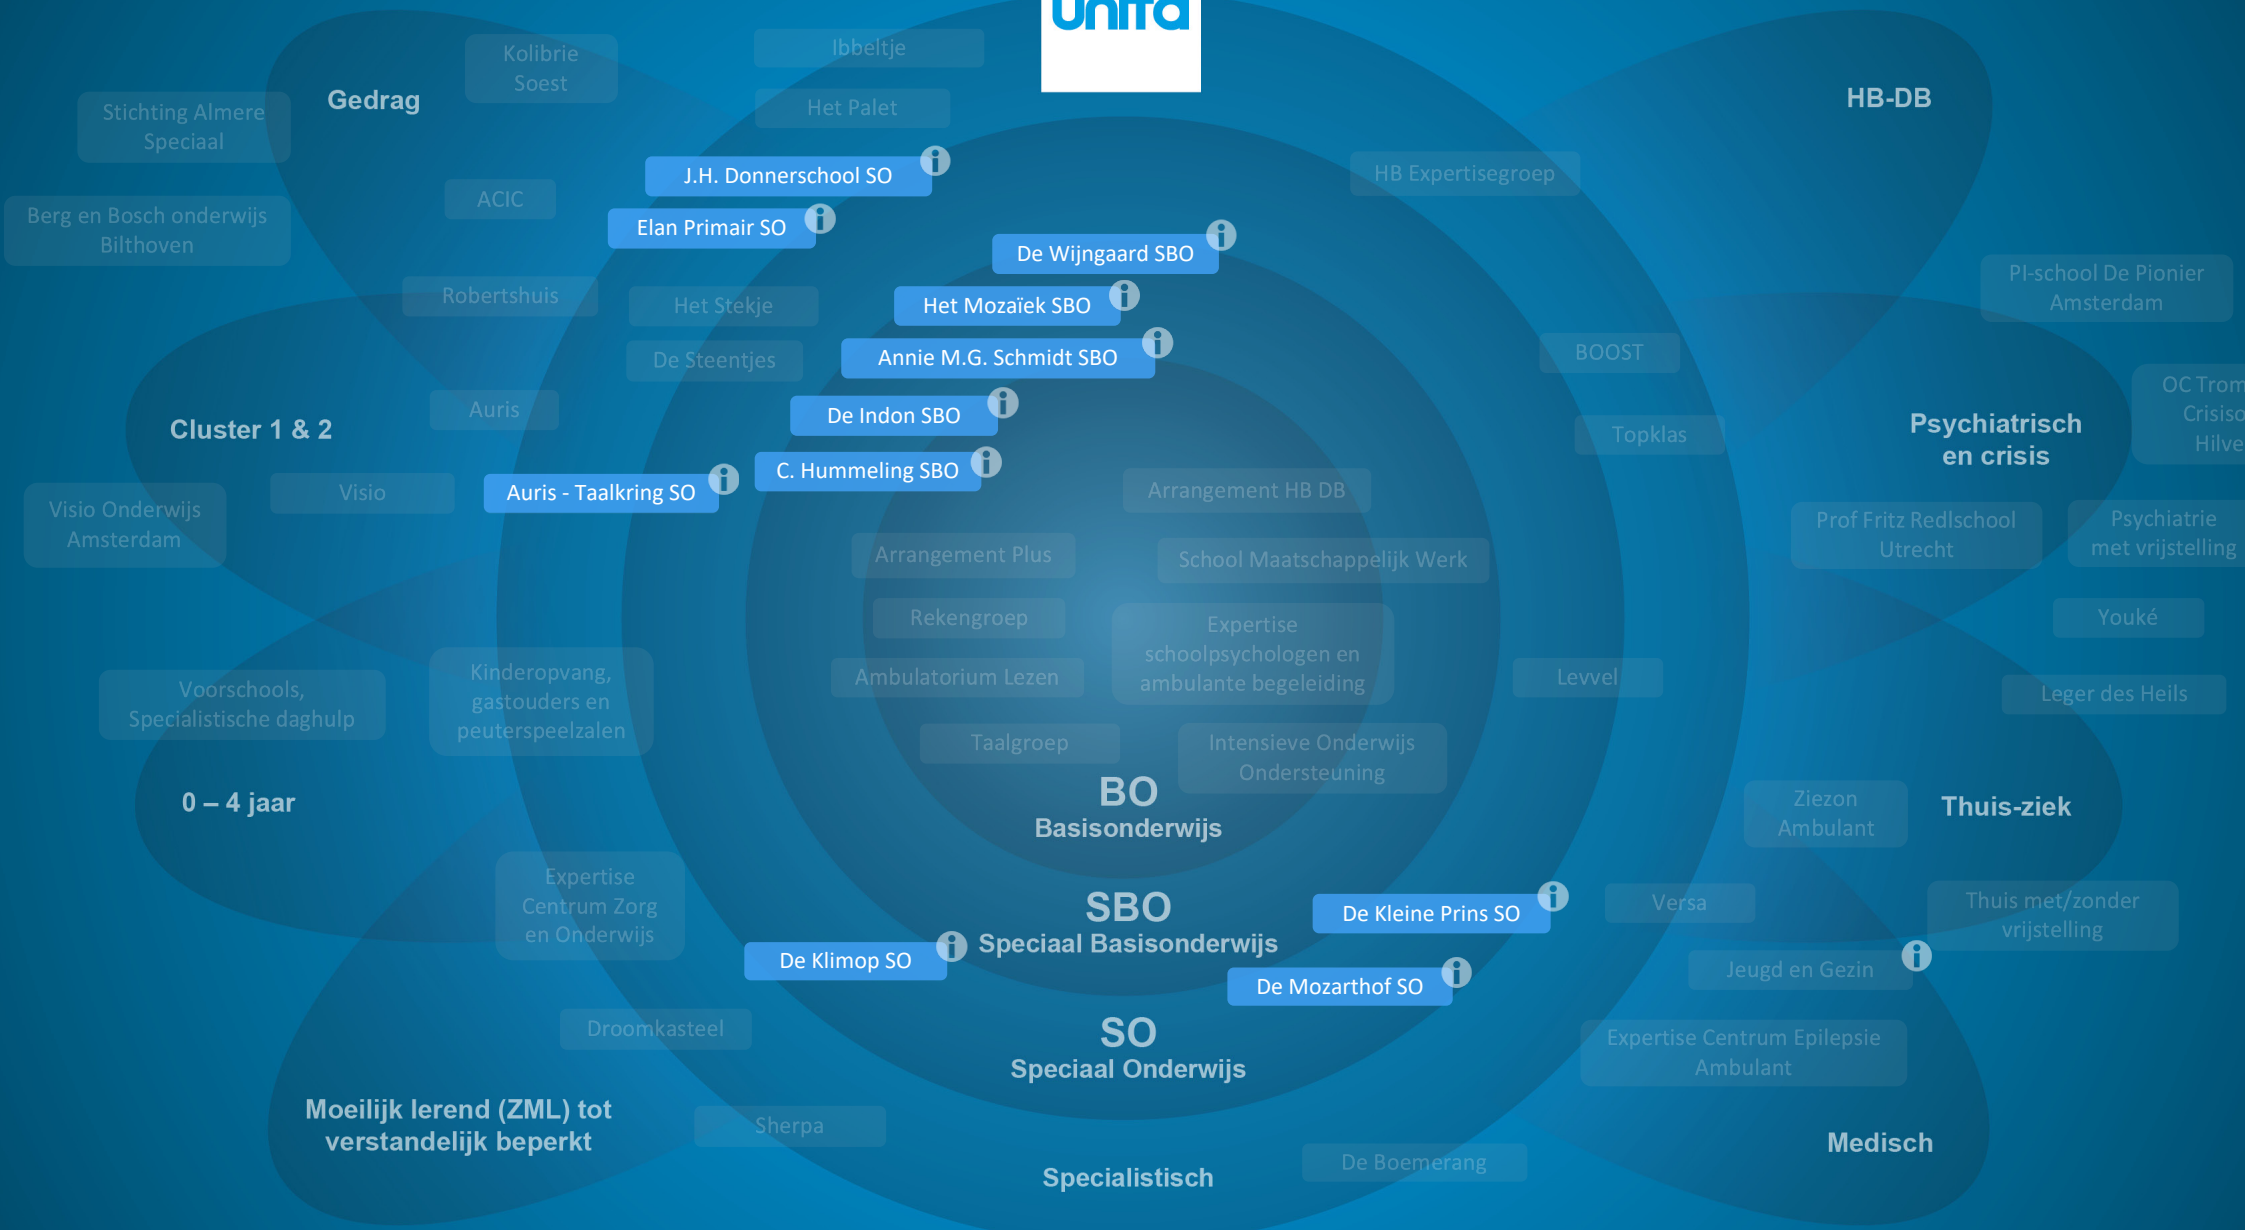 unita
Kolibrie
Soest
Ibbeltje
Gedrag
HB-DB
Stichting Almere
Speciaal
Het Palet
J.H. Donnerschool SO
HB Expertisegroep
ACIC
Berg en Bosch onderwijs
Bilthoven
Elan Primair SO
De Wijngaard SBO
PI-school De Pionier
Amsterdam
Robertshuis
Het Stekje
Het Mozaïek SBO
De Steentjes
Annie M.G. Schmidt SBO
BOOST
OC Trom
Crisiso
Hilve
Auris
De Indon SBO
Cluster 1 & 2
Topklas
Psychiatrisch
en crisis
C. Hummeling SBO
Visio
Auris - Taalkring SO
Arrangement HB DB
Visio Onderwijs
Amsterdam
Prof Fritz Redlschool
Utrecht
Psychiatrie
met vrijstelling
Arrangement Plus
School Maatschappelijk Werk
Rekengroep
Expertise
schoolpsychologen en
ambulante begeleiding
Youké
Kinderopvang,
gastouders en
peuterspeelzalen
Ambulatorium Lezen
Levvel
Voorschools,
Specialistische daghulp
Leger des Heils
Taalgroep
Intensieve Onderwijs
Ondersteuning
BO
Basisonderwijs
0 – 4 jaar
Ziezon
Ambulant
Thuis-ziek
Expertise
Centrum Zorg
en Onderwijs
SBO
Speciaal Basisonderwijs
De Kleine Prins SO
Versa
Thuis met/zonder
vrijstelling
De Klimop SO
De Mozarthof SO
Jeugd en Gezin
Droomkasteel
SO
Speciaal Onderwijs
Expertise Centrum Epilepsie
Ambulant
Moeilijk lerend (ZML) tot
verstandelijk beperkt
Sherpa
Medisch
De Boemerang
Specialistisch